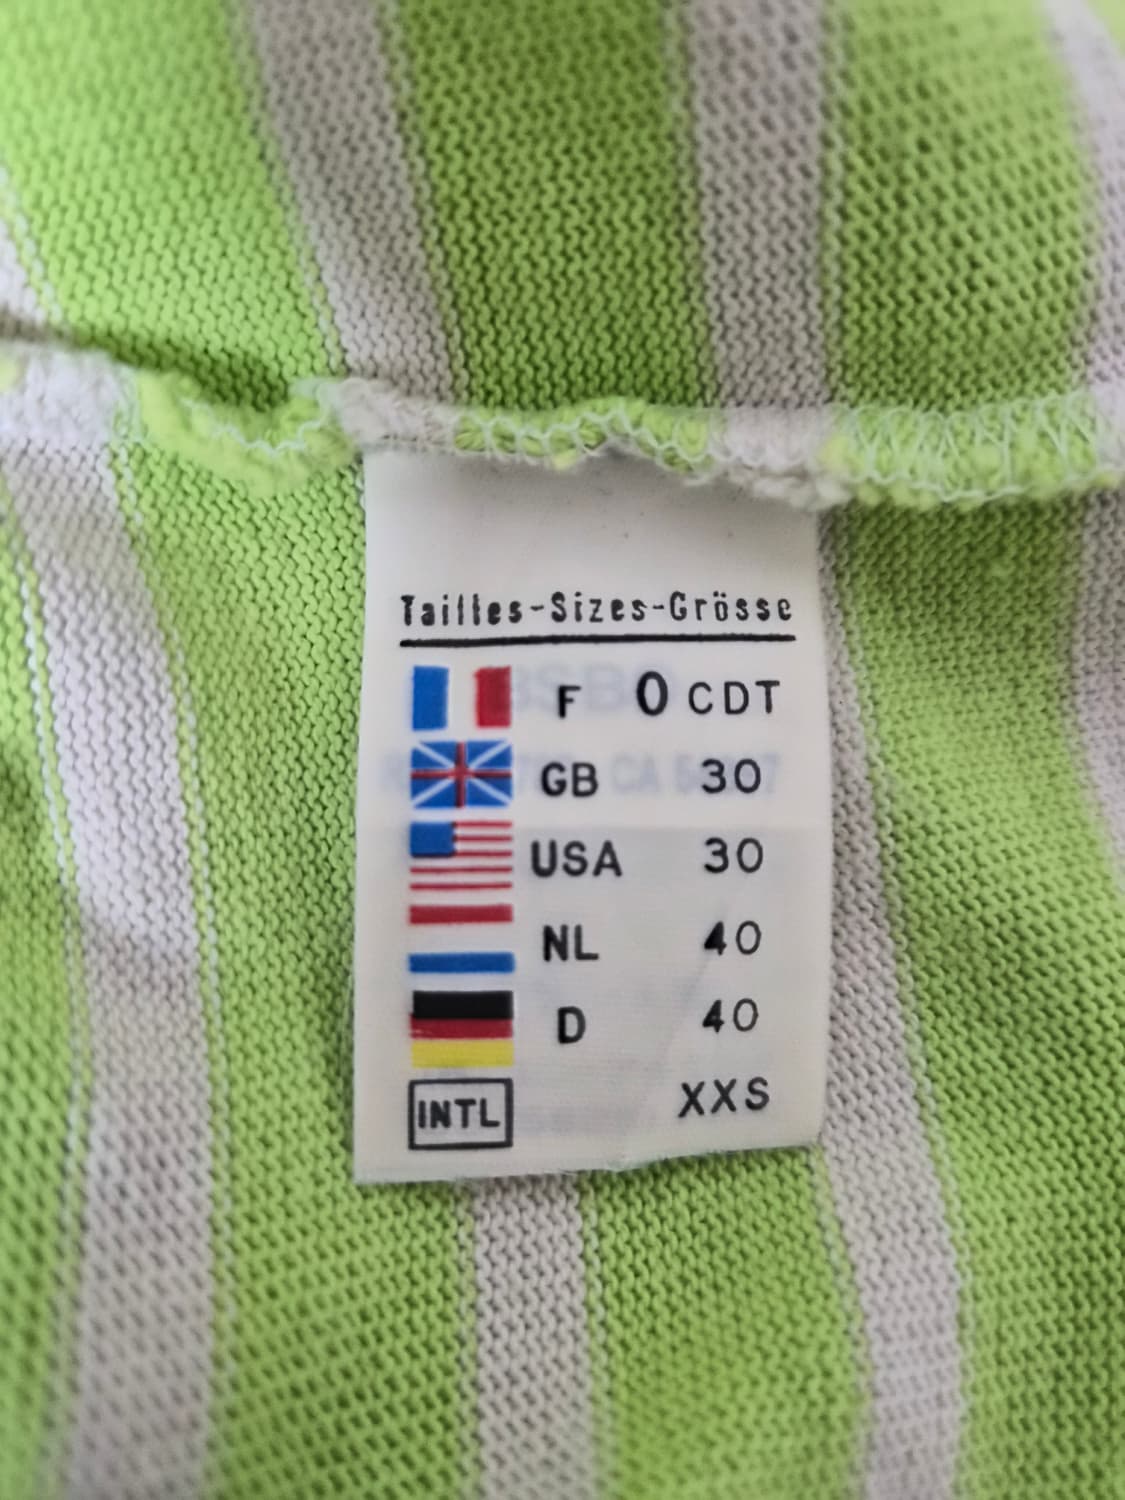 Tailles-Sizes-Grösse
F 0 CDT
GB 30
USA 30
NL 40
D 40
INTL XXS